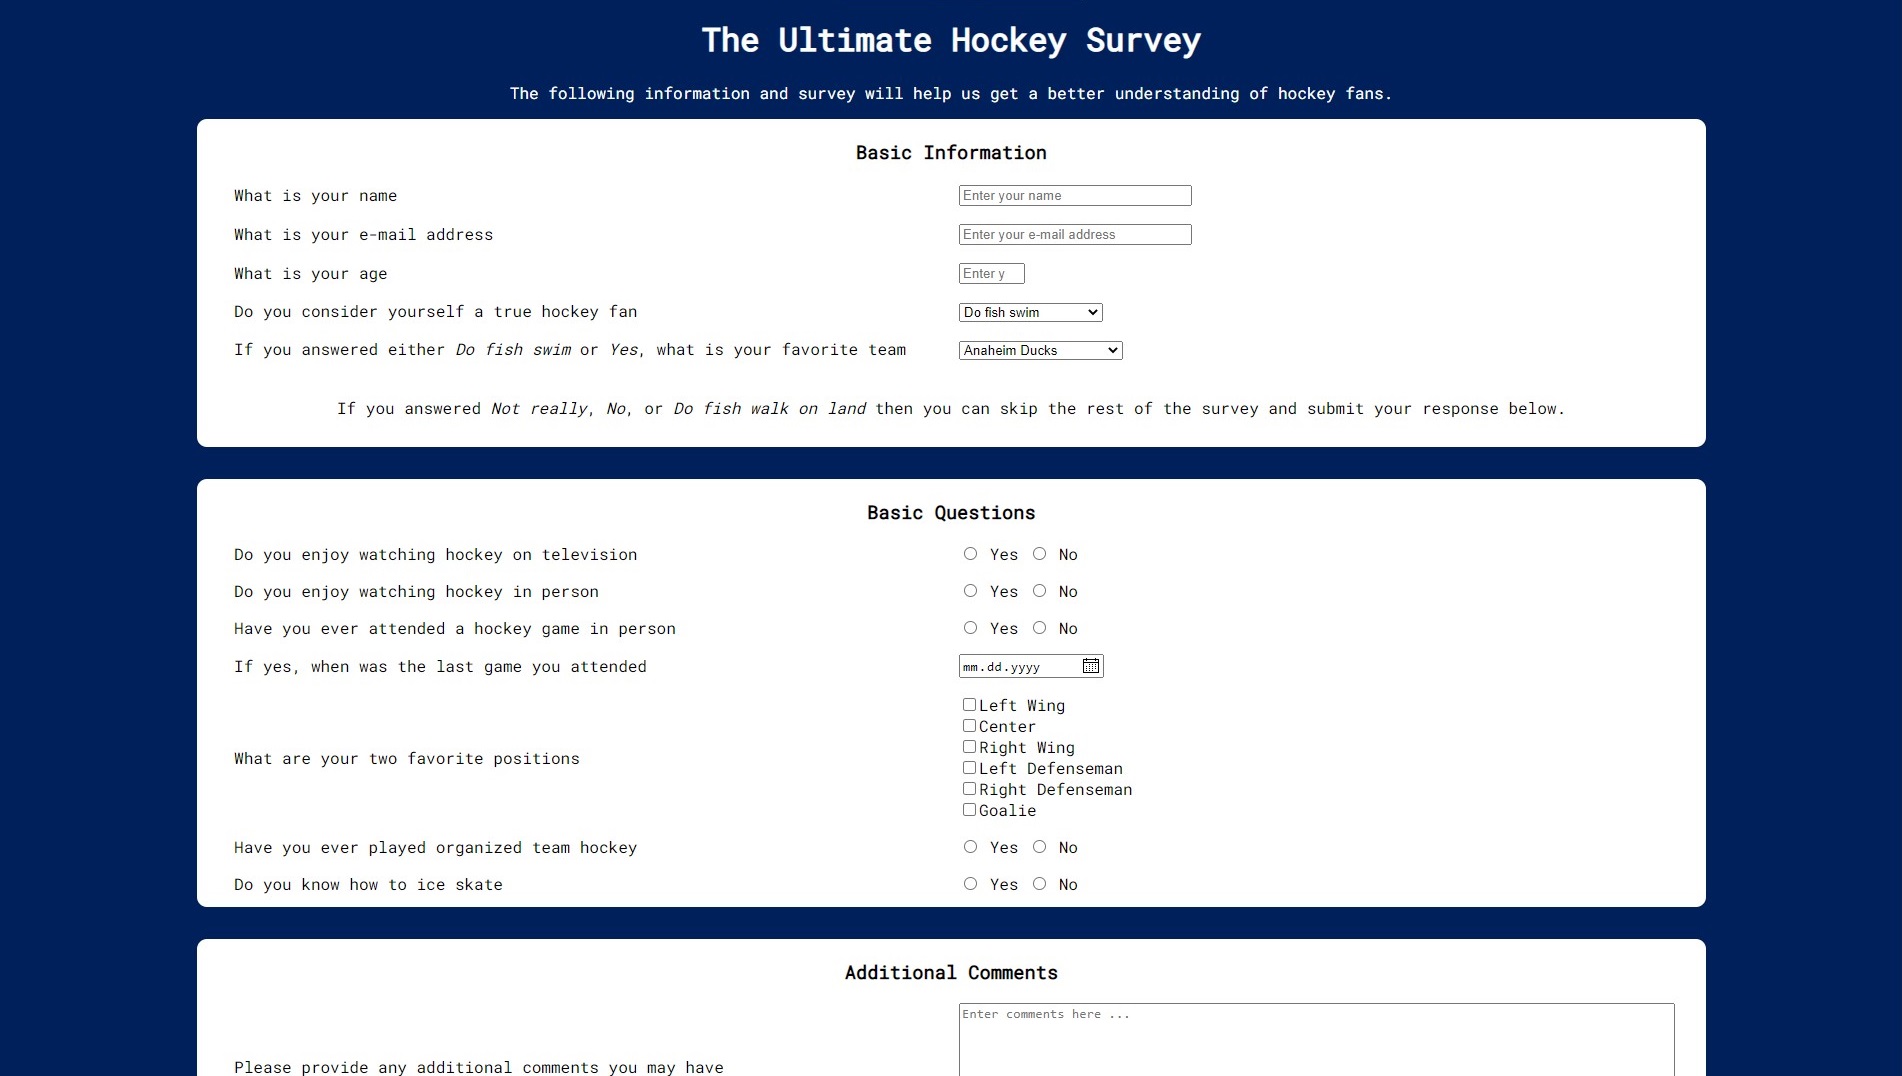 The Ultimate Hockey Survey
The following information and survey will help us get a better understanding of hockey fans.
Basic Information
What is your name Enter your name
What is your e-mail address Enter your e-mail address
What is your age Enter y
Do you consider yourself a true hockey fan Do fish swim
If you answered either Do fish swim or Yes, what is your favorite team Anaheim Ducks
If you answered Not really, No, or Do fish walk on land then you can skip the rest of the survey and submit your response below.
Basic Questions
Do you enjoy watching hockey on television Yes No
Do you enjoy watching hockey in person Yes No
Have you ever attended a hockey game in person Yes No
If yes, when was the last game you attended mm.dd.yyyy
What are your two favorite positions
Left Wing
Center
Right Wing
Left Defenseman
Right Defenseman
Goalie
Have you ever played organized team hockey Yes No
Do you know how to ice skate Yes No
Additional Comments
Enter comments here ...
Please provide any additional comments you may have